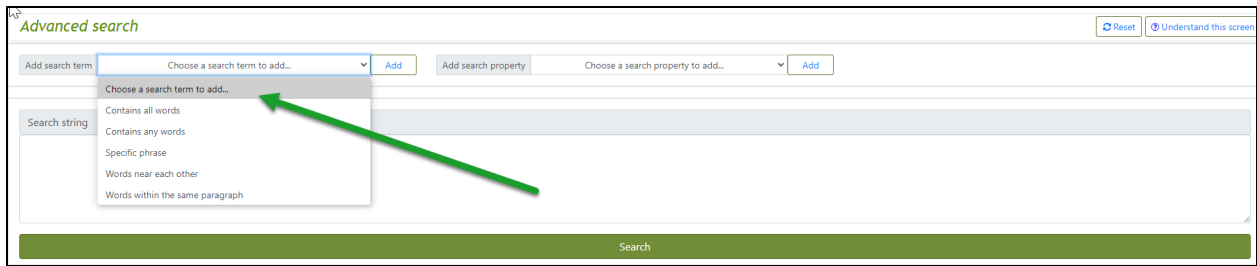 Advanced search
Reset
Understand this screen
Add search term
Choose a search term to add...
Add
Add search property
Choose a search property to add...
Add
Choose a search term to add...
Contains all words
Contains any words
Specific phrase
Words near each other
Words within the same paragraph
Search string
Search